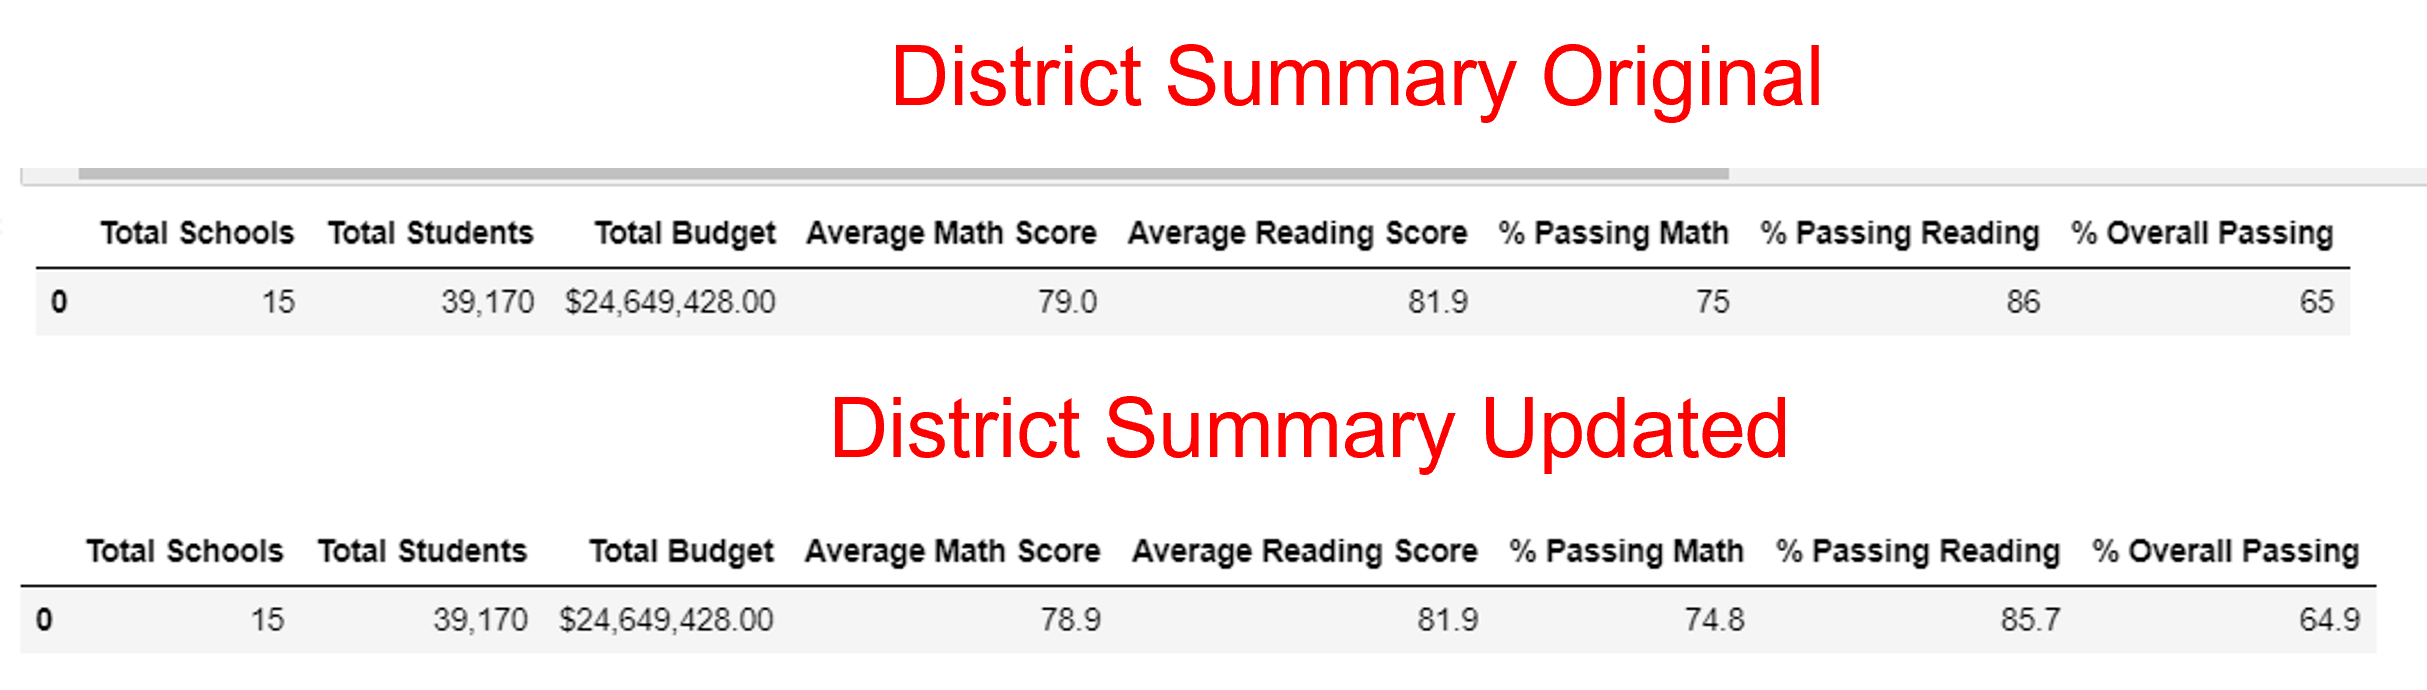 District Summary Original
Total Schools Total Students Total Budget Average Math Score Average Reading Score % Passing Math % Passing Reading % Overall Passing
0 15 39,170 $24,649,428.00 79.0 81.9 75 86 65
District Summary Updated
Total Schools Total Students Total Budget Average Math Score Average Reading Score % Passing Math % Passing Reading % Overall Passing
0 15 39,170 $24,649,428.00 78.9 81.9 74.8 85.7 64.9